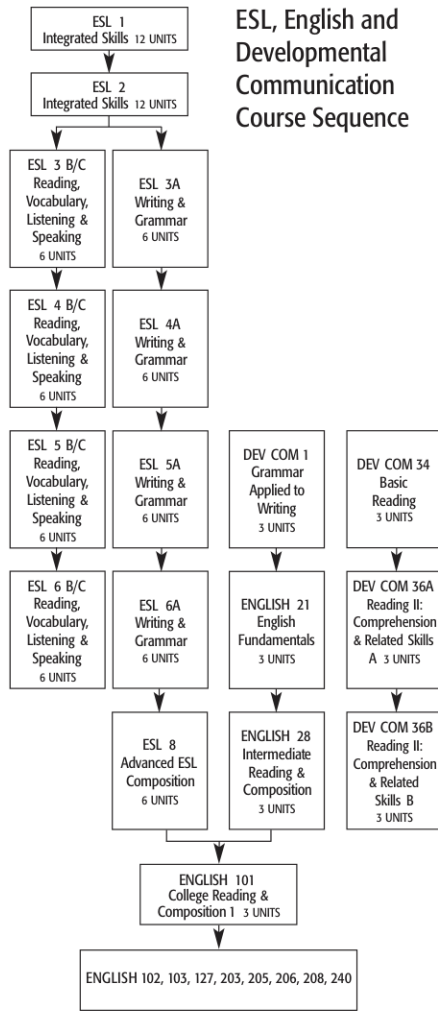 ESL, English and
Developmental
Communication
Course Sequence
ESL 1
Integrated Skills 12 UNITS
ESL 2
Integrated Skills 12 UNITS
ESL 3 B/C
Reading,
Vocabulary,
Listening &
Speaking
6 UNITS
ESL 3A
Writing &
Grammar
6 UNITS
ESL 4 B/C
Reading,
Vocabulary,
Listening &
Speaking
6 UNITS
ESL 4A
Writing &
Grammar
6 UNITS
ESL 5 B/C
Reading,
Vocabulary,
Listening &
Speaking
6 UNITS
ESL 5A
Writing &
Grammar
6 UNITS
DEV COM 1
Grammar
Applied to
Writing
3 UNITS
DEV COM 34
Basic
Reading
3 UNITS
ESL 6 B/C
Reading,
Vocabulary,
Listening &
Speaking
6 UNITS
ESL 6A
Writing &
Grammar
6 UNITS
ENGLISH 21
English
Fundamentals
3 UNITS
DEV COM 36A
Reading II:
Comprehension
& Related Skills
A 3 UNITS
ESL 8
Advanced ESL
Composition
6 UNITS
ENGLISH 28
Intermediate
Reading &
Composition
3 UNITS
DEV COM 36B
Reading II:
Comprehension
& Related
Skills B
3 UNITS
ENGLISH 101
College Reading &
Composition 1 3 UNITS
ENGLISH 102, 103, 127, 203, 205, 206, 208, 240